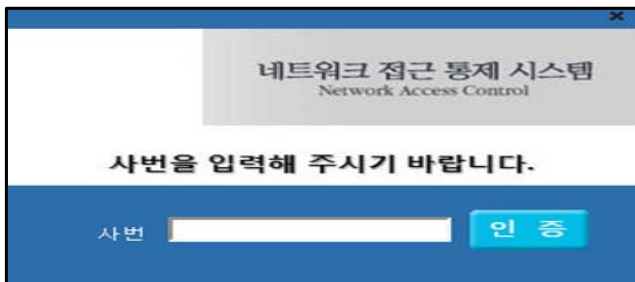 네트워크 접근 통제 시스템
Network Access Control
사번을 입력해 주시기 바랍니다.
사번
인 증